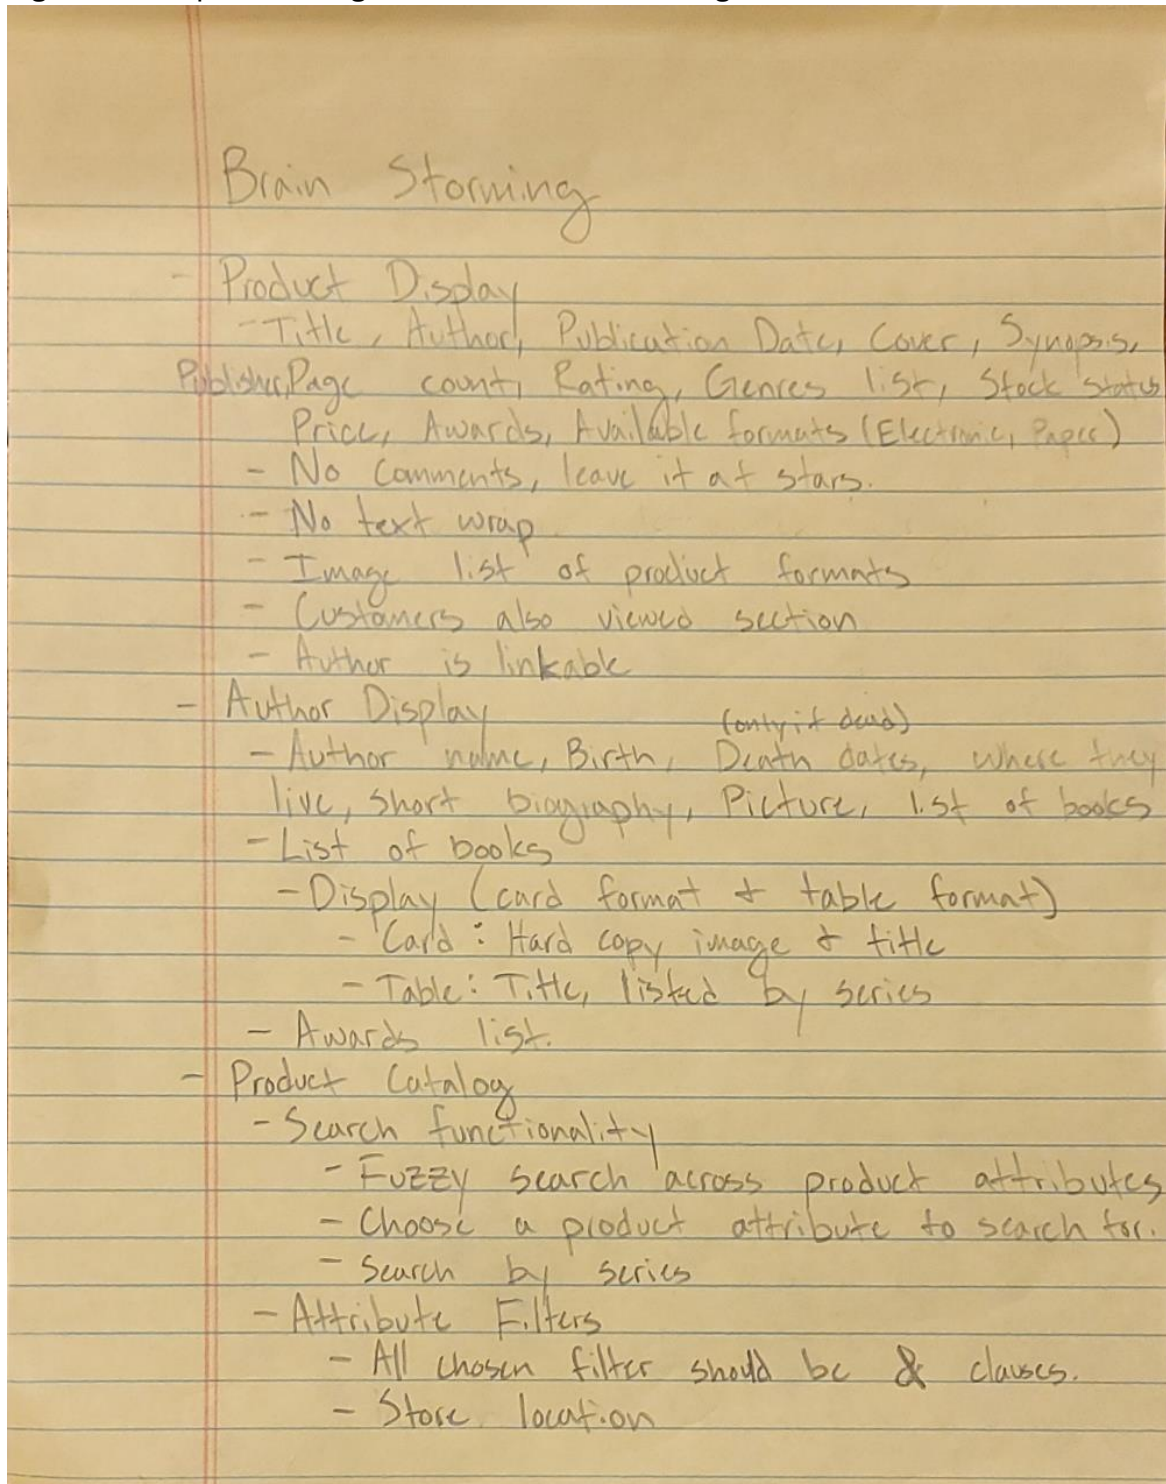 Brain Storming
- Product Display
- Title, Author, Publication Date, Cover, Synopsis,
Publisher, Page count, Rating, Genres list, Stock status
Price, Awards, Available formats (Electronic, Paper)
- No Comments, leave it at stars.
- No text wrap
- Image list of product formats
- Customers also viewed section
- Author is linkable
- Author Display
(only if dead)
- Author name, Birth, Death dates, where they
live, short biography, Picture, list of books
- List of books
- Display (card format & table format)
- Card: Hard copy image & title
- Table: Title, listed by series
- Awards list.
- Product Catalog
- Search functionality
- Fuzzy search across product attributes
- Choose a product attribute to search for.
- Search by series
- Attribute Filters
- All chosen filter should be & clauses.
- Store location